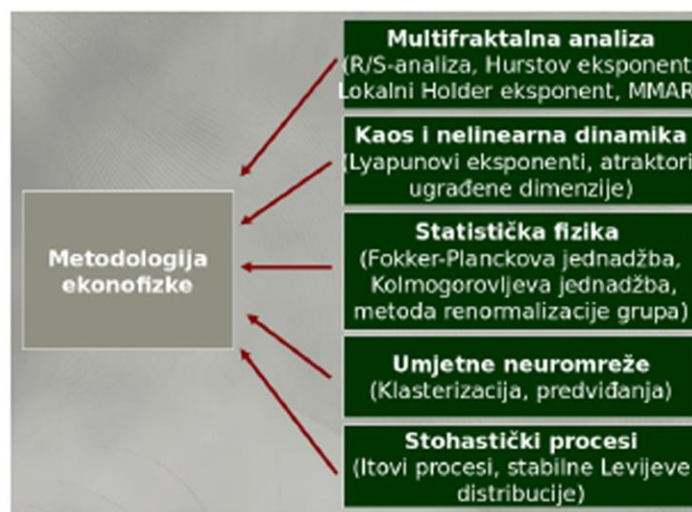 Multifraktalna analiza
(R/S-analiza, Hurstov eksponent
Lokalni Holder eksponent, MMAR
Kaos i nelinearna dinamika
(Lyapunovi eksponenti, atraktori
ugrađene dimenzije)
Metodologija
ekonofizke
Statistička fizika
(Fokker-Planckova jednadžba,
Kolmogorovljeva jednadžba,
metoda renormalizacije grupa)
Umjetne neuromreže
(Klasterizacija, predviđanja)
Stohastički procesi
(Itovi procesi, stabilne Levijeve
distribucije)